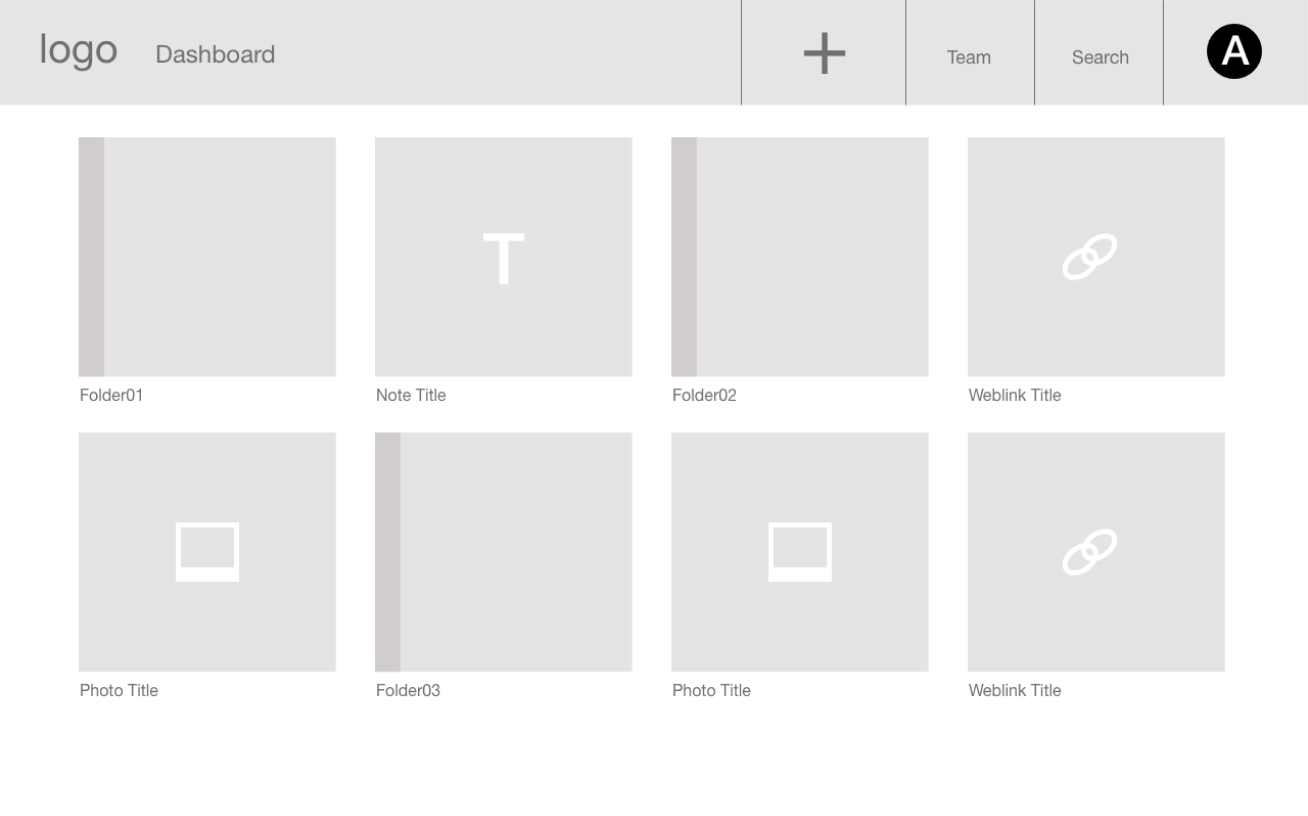 logo
Dashboard
Team
Search
A
T
Folder01
Note Title
Folder02
Weblink Title
Photo Title
Folder03
Photo Title
Weblink Title